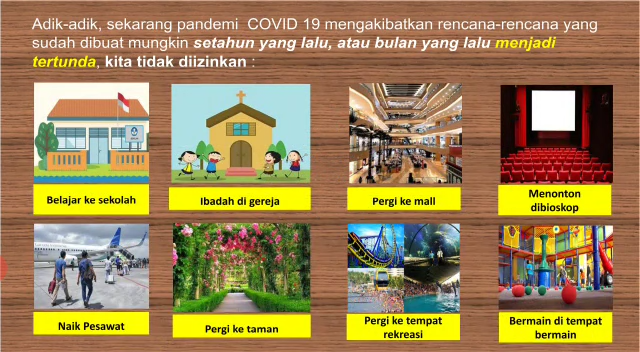 Adik-adik, sekarang pandemi COVID 19 mengakibatkan rencana-rencana yang
sudah dibuat mungkin setahun yang lalu, atau bulan yang lalu menjadi
tertunda, kita tidak diizinkan :
Belajar ke sekolah
Ibadah di gereja
Pergi ke mall
Menonton
dibioskop
Naik Pesawat
Pergi ke taman
Pergi ke tempat
rekreasi
Bermain di tempat
bermain